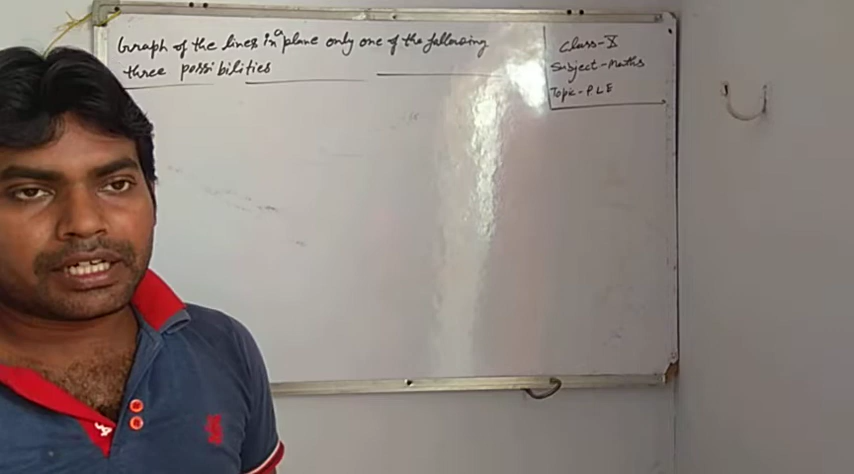 Graph of the lines in a plane only one of the following
three possibilities
Class-X
Subject-Maths
Topic-PLE